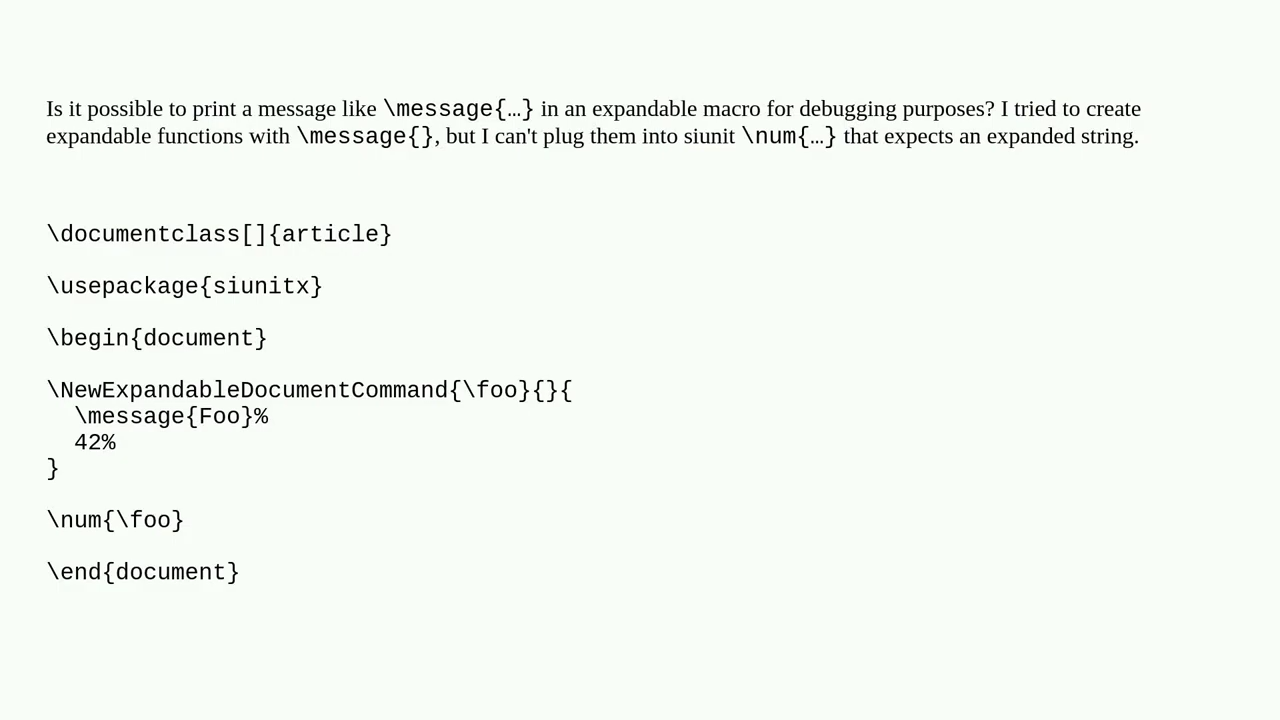 Is it possible to print a message like \message{…} in an expandable macro for debugging purposes? I tried to create
expandable functions with \message{}, but I can't plug them into siunit \num{…} that expects an expanded string.
\documentclass[]{article}
\usepackage{siunitx}
\begin{document}
\NewExpandableDocumentCommand{\foo}{}{
  \message{Foo}%
  42%
}
\num{\foo}
\end{document}